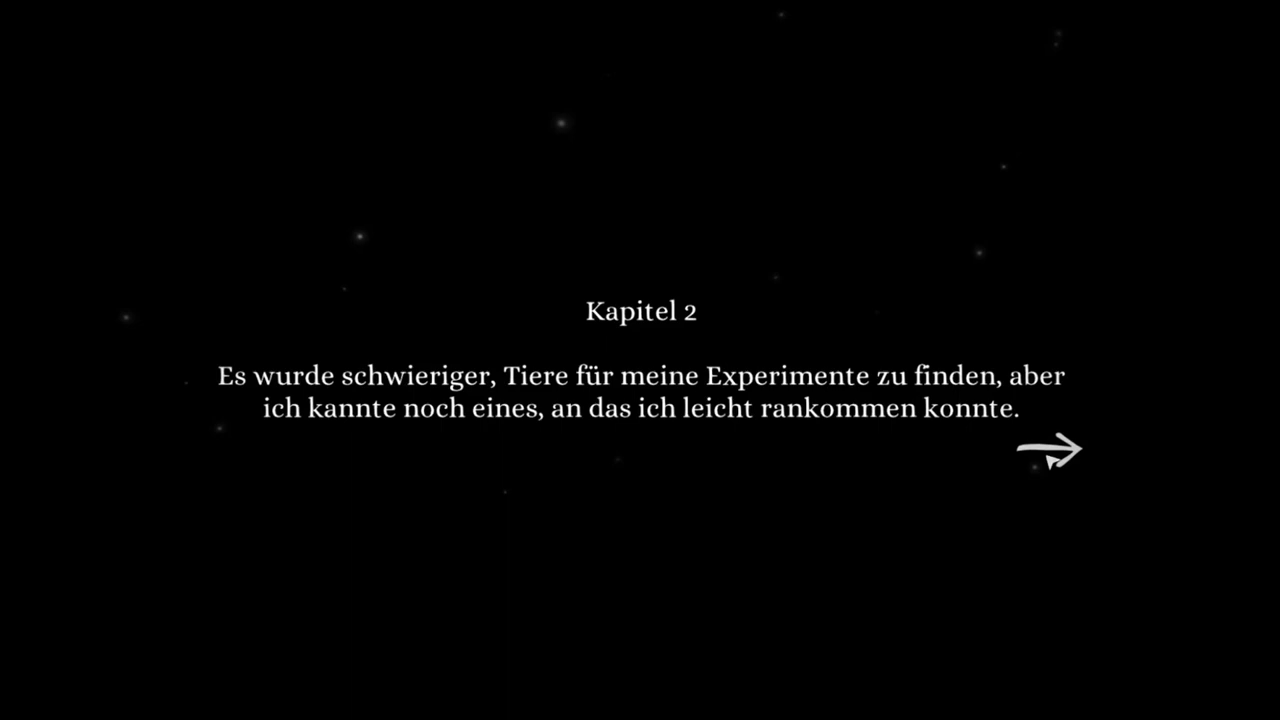 Kapitel 2
Es wurde schwieriger, Tiere für meine Experimente zu finden, aber
ich kannte noch eines, an das ich leicht rankommen konnte.